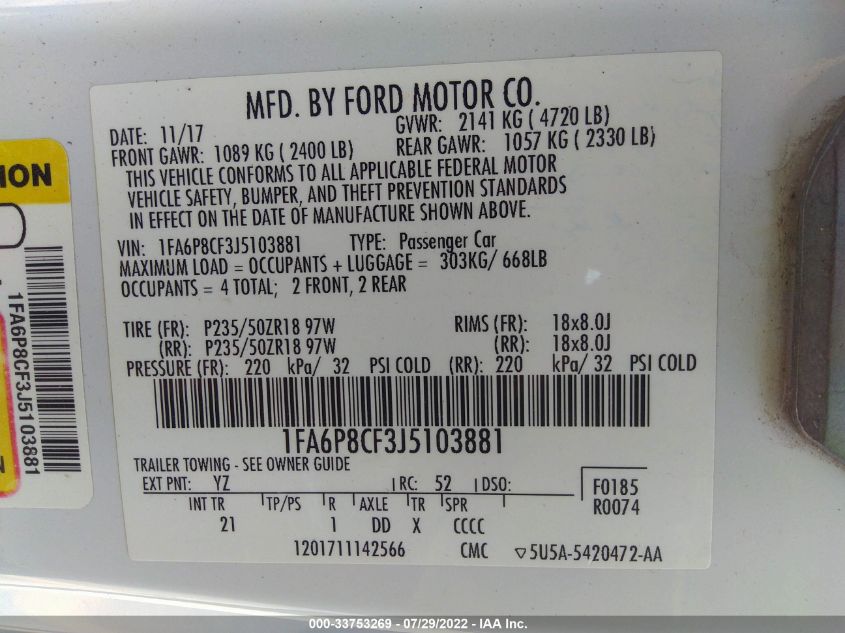 MFD. BY FORD MOTOR CO.
DATE: 11/17
GVWR: 2141 KG ( 4720 LB)
FRONT GAWR: 1089 KG ( 2400 LB)
REAR GAWR: 1057 KG ( 2330 LB)
THIS VEHICLE CONFORMS TO ALL APPLICABLE FEDERAL MOTOR
VEHICLE SAFETY, BUMPER, AND THEFT PREVENTION STANDARDS
IN EFFECT ON THE DATE OF MANUFACTURE SHOWN ABOVE.
VIN: 1FA6P8CF3J5103881 TYPE: Passenger Car
MAXIMUM LOAD = OCCUPANTS + LUGGAGE = 303KG/ 668LB
OCCUPANTS = 4 TOTAL; 2 FRONT, 2 REAR
TIRE (FR): P235/50ZR18 97W RIMS (FR): 18x8.0J
(RR): P235/50ZR18 97W (RR): 18x8.0J
PRESSURE (FR): 220 kPa/ 32 PSI COLD (RR): 220 kPa/ 32 PSI COLD
1FA6P8CF3J5103881
TRAILER TOWING - SEE OWNER GUIDE
EXT PNT: YZ RC: 52 DSO:
F0185
R0074
INT TR TP/PS R AXLE TR SPR
21 1 DD X CCCC
1201711142566 CMC ▽5U5A-5420472-AA
ION
1FA6P8CF3J5103881
000-33753269 - 07/29/2022 - IAAI Inc.